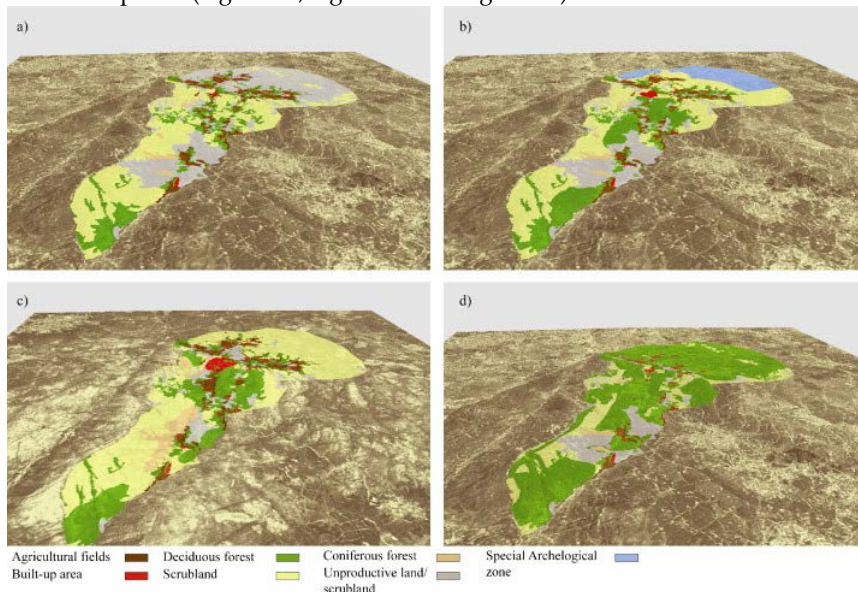 a)
b)
c)
d)
Agricultural fields Deciduous forest Coniferous forest Special Archelogical
Built-up area Scrubland Unproductive land/ zone
scrubland